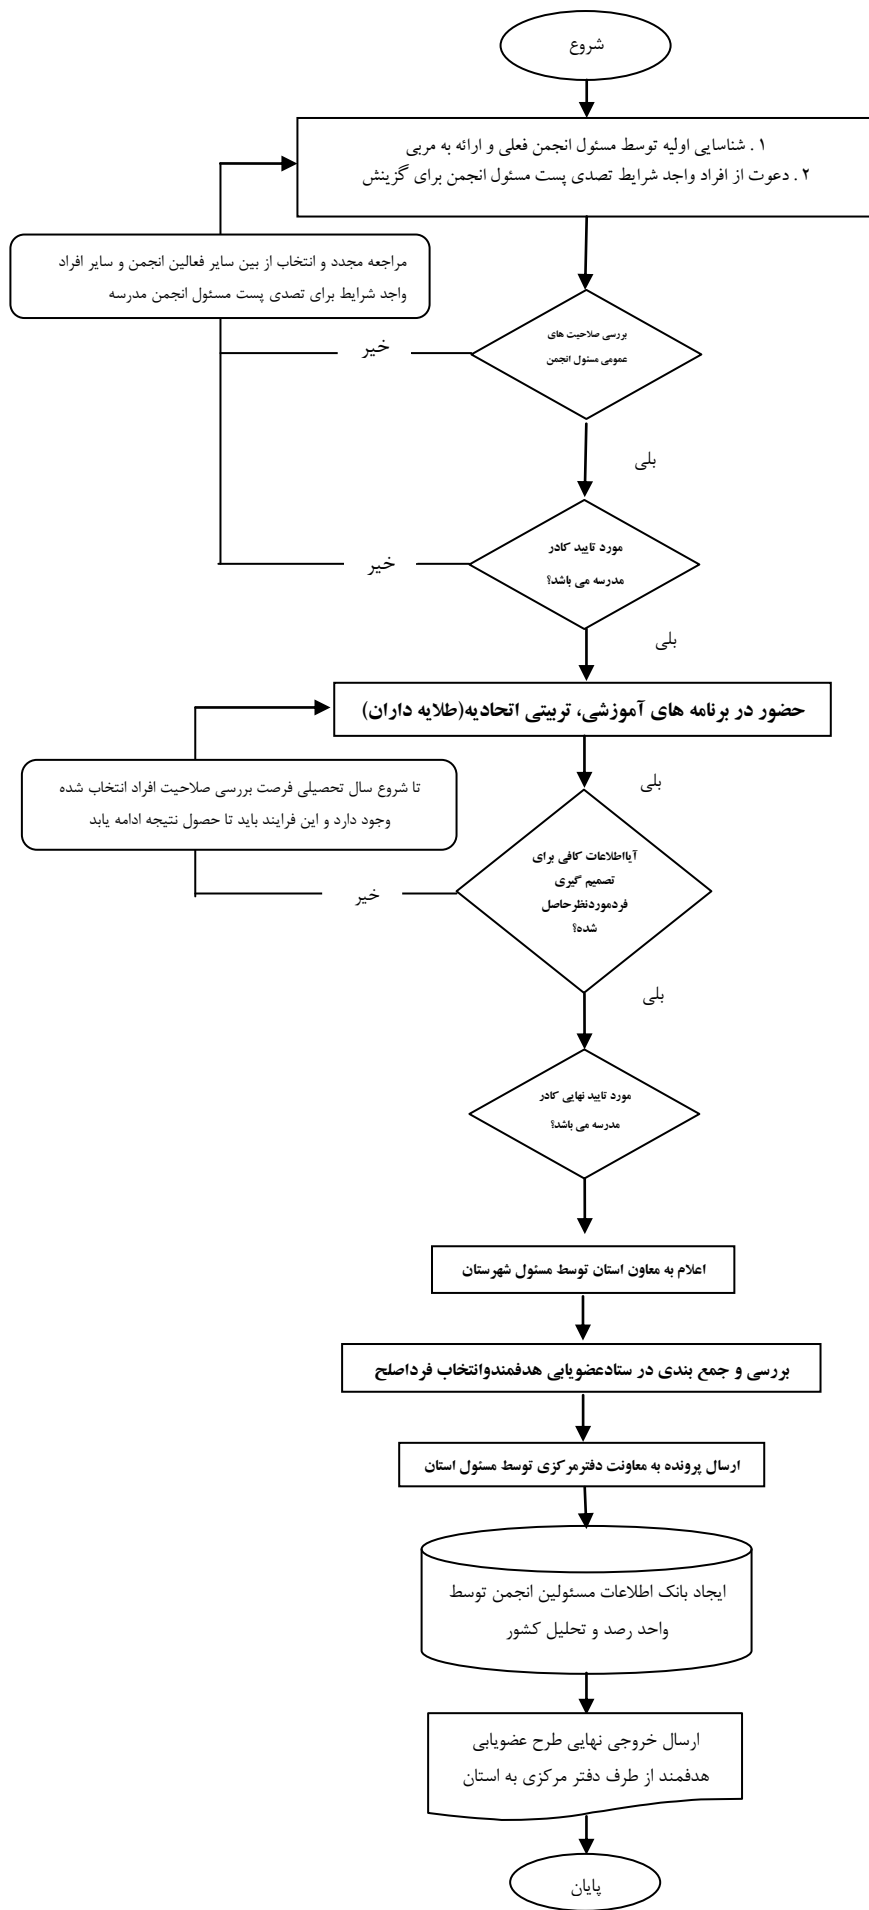 شروع
۱ . شناسایی اولیه توسط مسئول انجمن فعلی و ارائه به مربی
۲ . دعوت از افراد واجد شرایط تصدی پست مسئول انجمن برای گزینش
مراجعه مجدد و انتخاب از بین سایر فعالین انجمن و سایر افراد
واجد شرایط برای تصدی پست مسئول انجمن مدرسه
بررسی صلاحیت های
عمومی مسئول انجمن
خیر
بلی
مورد تایید کادر
مدرسه می باشد؟
خیر
بلی
حضور در برنامه های آموزشی، تربیتی اتحادیه(طلایه داران)
تا شروع سال تحصیلی فرصت بررسی صلاحیت افراد انتخاب شده
وجود دارد و این فرایند باید تا حصول نتیجه ادامه یابد
بلی
آیااطلاعات کافی برای
تصمیم گیری
فردموردنظرحاصل
شده؟
خیر
بلی
مورد تایید نهایی کادر
مدرسه می باشد؟
اعلام به معاون استان توسط مسئول شهرستان
بررسی و جمع بندی در ستادعضویابی هدفمندوانتخاب فرداصلح
ارسال پرونده به معاونت دفترمرکزی توسط مسئول استان
ایجاد بانک اطلاعات مسئولین انجمن توسط
واحد رصد و تحلیل کشور
ارسال خروجی نهایی طرح عضویابی
هدفمند از طرف دفتر مرکزی به استان
پایان